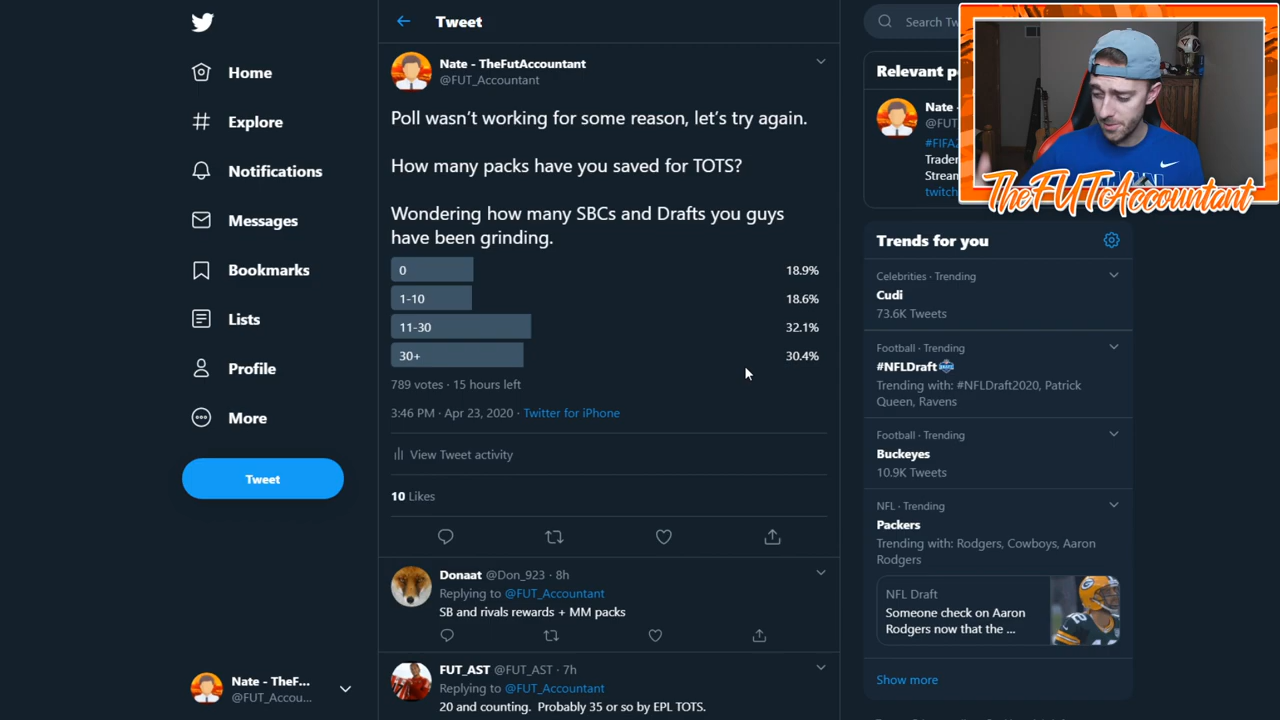 Tweet
Search Tw
Home
Explore
Notifications
Messages
Bookmarks
Lists
Profile
More
Tweet
Nate - TheF...
@FUT_Accou...
Nate - TheFutAccountant
@FUT_Accountant
Poll wasn’t working for some reason, let’s try again.
How many packs have you saved for TOTS?
Wondering how many SBCs and Drafts you guys
have been grinding.
0 18.9%
1-10 18.6%
11-30 32.1%
30+ 30.4%
789 votes · 15 hours left
3:46 PM · Apr 23, 2020 · Twitter for iPhone
View Tweet activity
10 Likes
Donaat @Don_923 · 8h
Replying to @FUT_Accountant
SB and rivals rewards + MM packs
FUT_AST @FUT_AST · 7h
Replying to @FUT_Accountant
20 and counting. Probably 35 or so by EPL TOTS.
Relevant p
Nate
@FUT
#FIFA2
Trader
Stream
twitch
TheFUTAccountant
Trends for you
Celebrities · Trending
Cudi
73.6K Tweets
Football · Trending
#NFLDraft
Trending with: #NFLDraft2020, Patrick
Queen, Ravens
Football · Trending
Buckeyes
10.9K Tweets
NFL · Trending
Packers
Trending with: Rodgers, Cowboys, Aaron
Rodgers
NFL Draft
Someone check on Aaron
Rodgers now that the ...
Show more